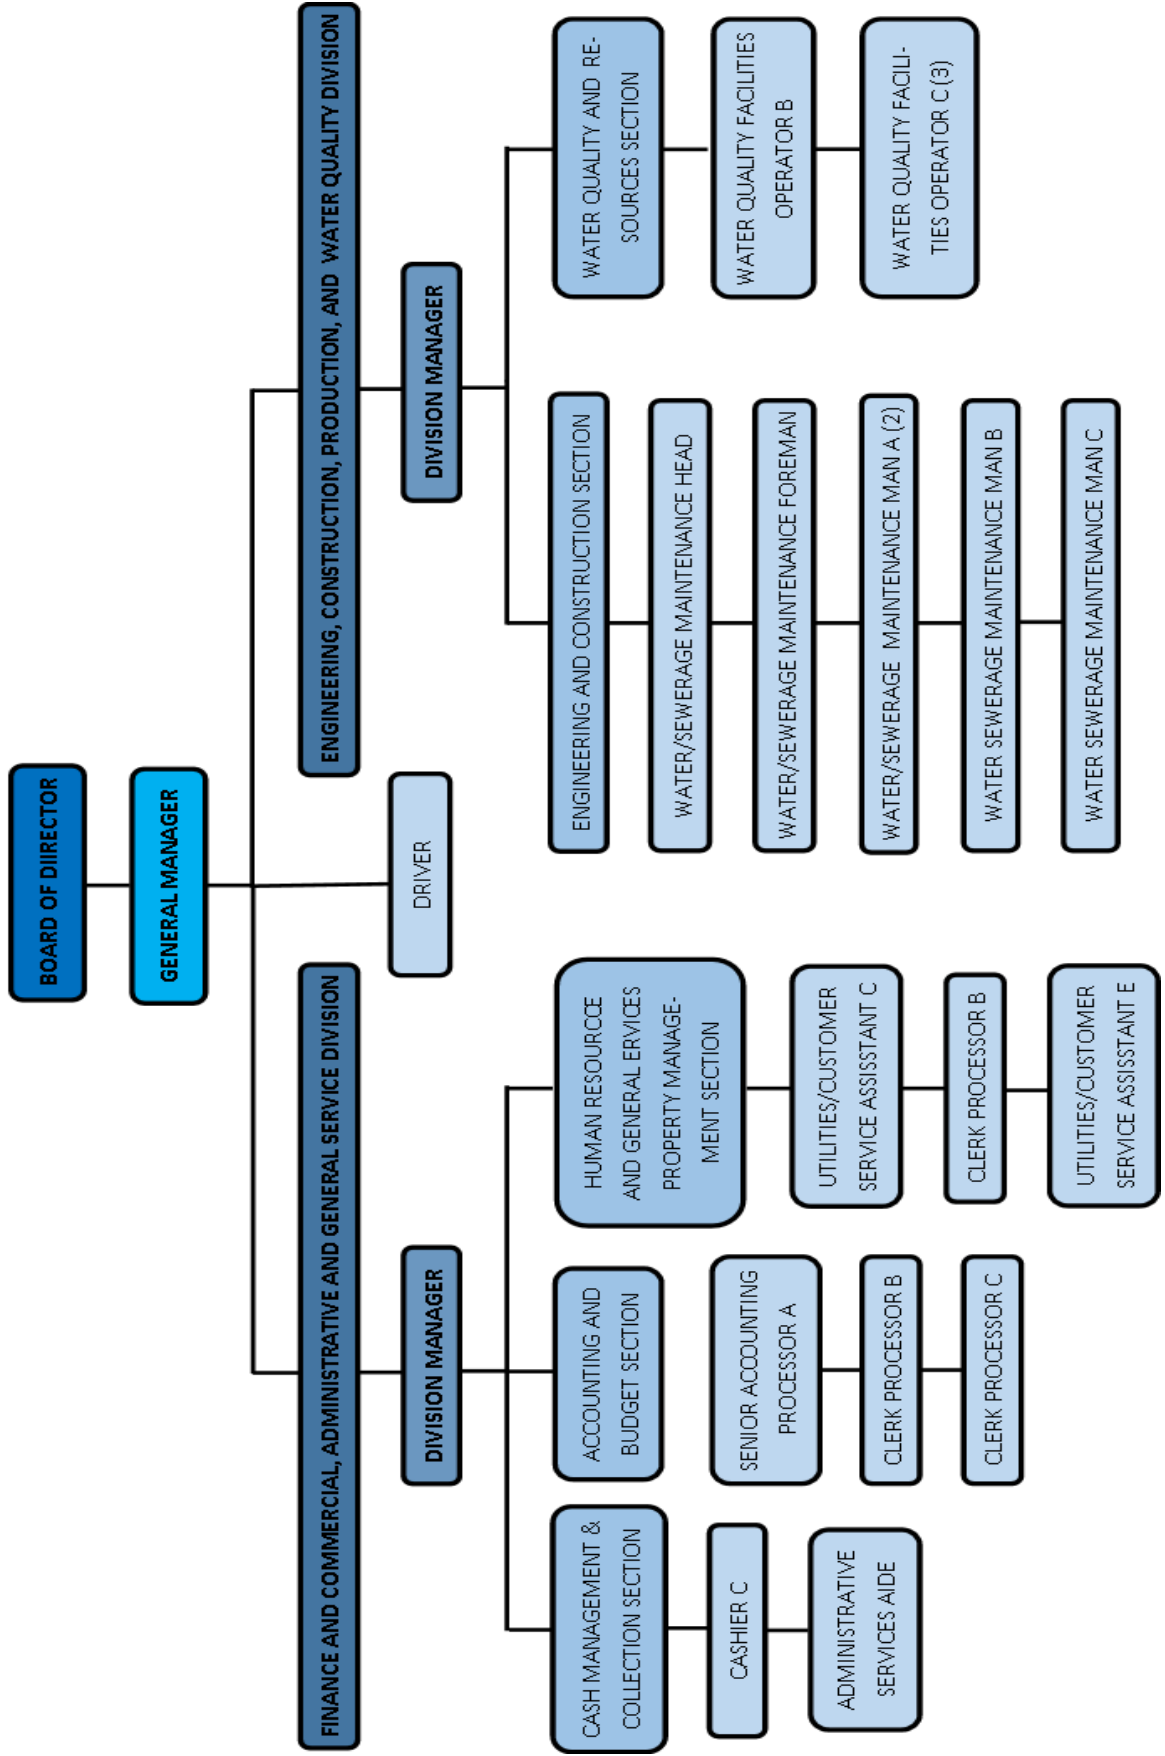 BOARD OF DIIRECTOR
GENERAL MANAGER
FINANCE AND COMMERCIAL, ADMINISTRATIVE AND GENERAL SERVICE DIVISION
ENGINEERING, CONSTRUCTION, PRODUCTION, AND WATER QUALITY DIVISION
DRIVER
DIVISION MANAGER
DIVISION MANAGER
CASH MANAGEMENT &
COLLECTION SECTION
CASHIER C
ADMINISTRATIVE
SERVICES AIDE
ACCOUNTING AND
BUDGET SECTION
SENIOR ACCOUNTING
PROCESSOR A
CLERK PROCESSOR B
CLERK PROCESSOR C
HUMAN RESOURCCE
AND GENERAL ERVICES
PROPERTY MANAGE-
MENT SECTION
UTILITIES/CUSTOMER
SERVICE ASSISSTANT C
CLERK PROCESSOR B
UTILITIES/CUSTOMER
SERVICE ASSISTANT E
ENGINEERING AND CONSTRUCTION SECTION
WATER/SEWERAGE MAINTENANCE HEAD
WATER/SEWERAGE MAINTENANCE FOREMAN
WATER/SEWERAGE MAINTENANCE MAN A (2)
WATER SEWERAGE MAINTENANCE MAN B
WATER SEWERAGE MAINTENANCE MAN C
WATER QUALITY AND RE-
SOURCES SECTION
WATER QUALITY FACILITIES
OPERATOR B
WATER QUALITY FACILI-
TIES OPERATOR C (3)